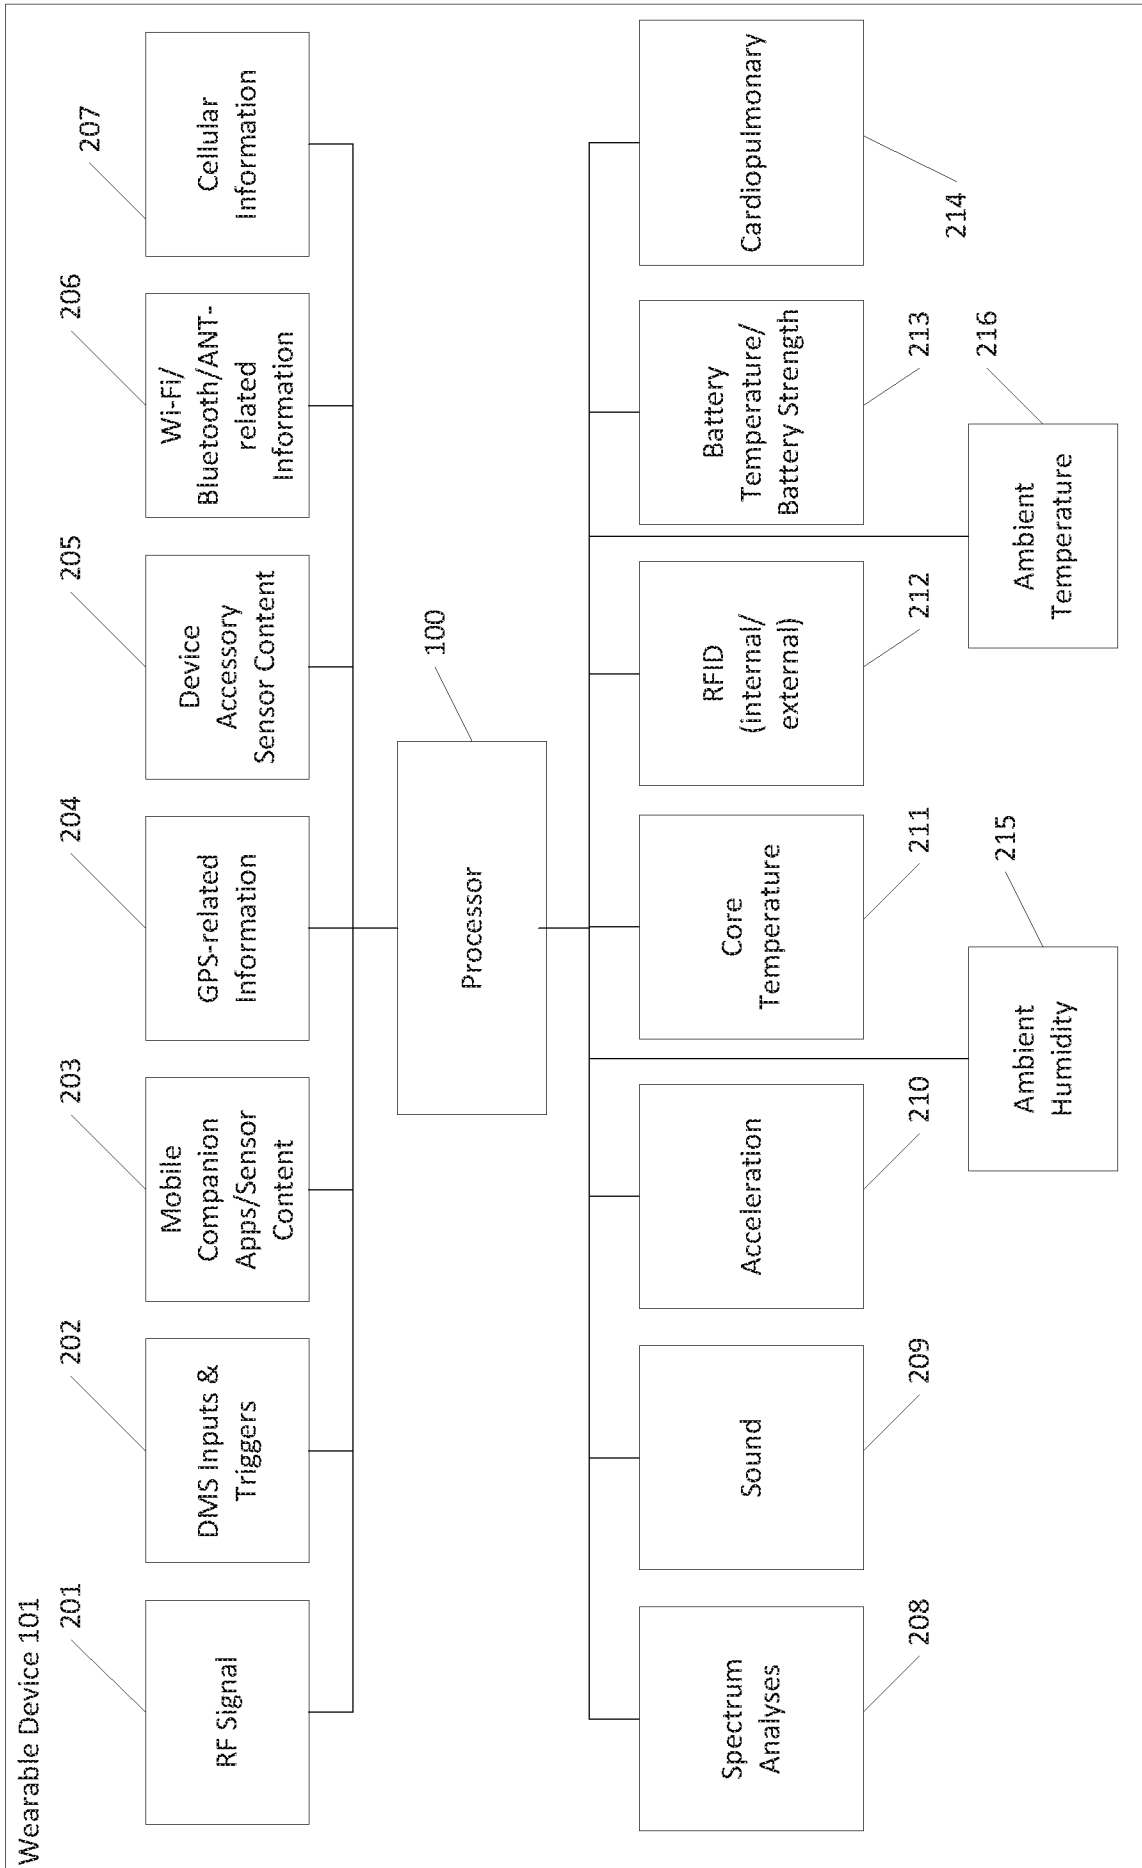 Wearable Device 101
201
202
203
204
205
206
207
RF Signal
DMS Inputs &
Triggers
Mobile
Companion
Apps/Sensor
Content
GPS-related
Information
Device
Accessory
Sensor Content
Wi-Fi/
Bluetooth/ANT-
related
Information
Cellular
Information
Processor
100
Spectrum
Analyses
Sound
Acceleration
Core
Temperature
RFID
(internal/
external)
Battery
Temperature/
Battery Strength
Cardiopulmonary
208
209
210
211
212
213
214
215
216
Ambient
Humidity
Ambient
Temperature